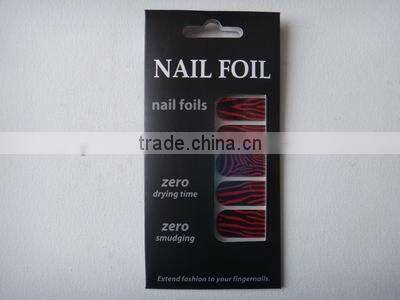 NAIL FOIL
nail foils
trade.china.cn
zero
drying time
zero
smudging
Extend fashion to your fingernails.